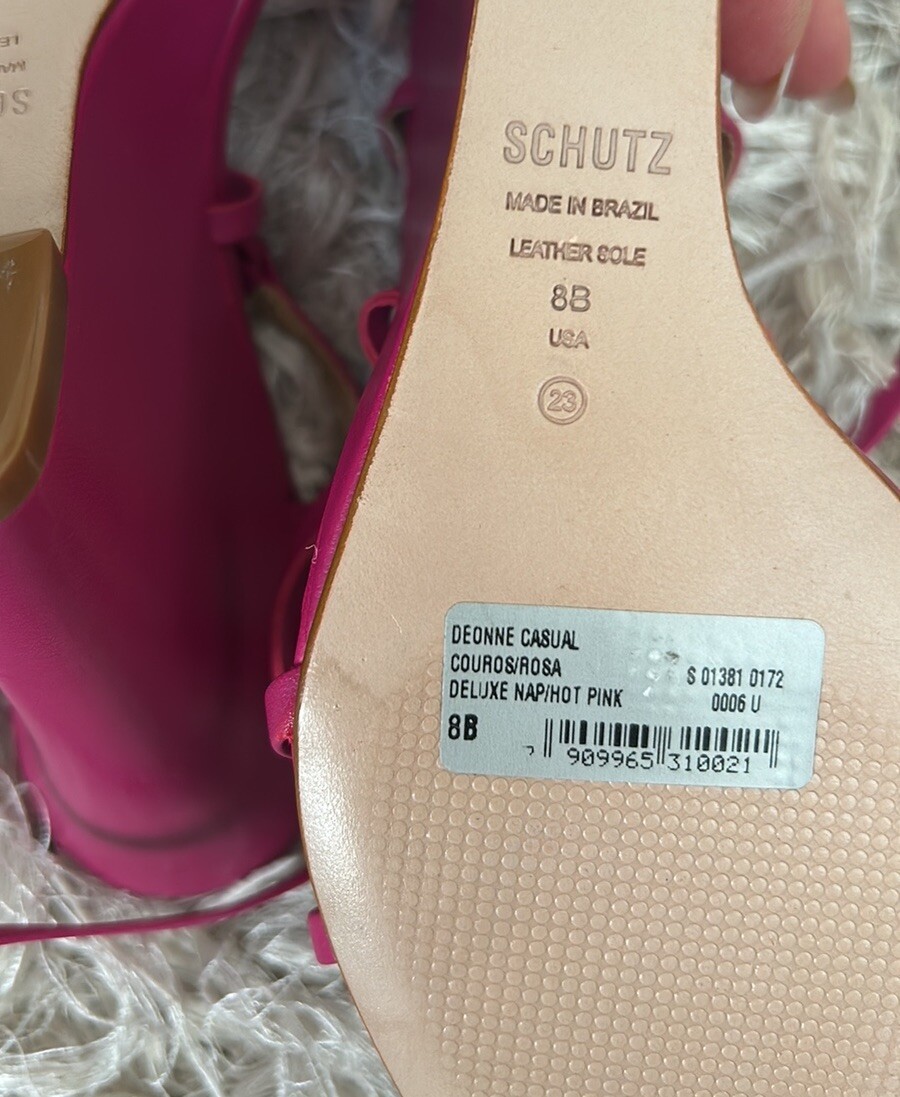 SCHUTZ
MADE IN BRAZIL
LEATHER SOLE
8B
USA
23
DEONNE CASUAL
COUROS/ROSA
DELUXE NAP/HOT PINK
S 01381 0172
0006 U
8B
7 909965 310021